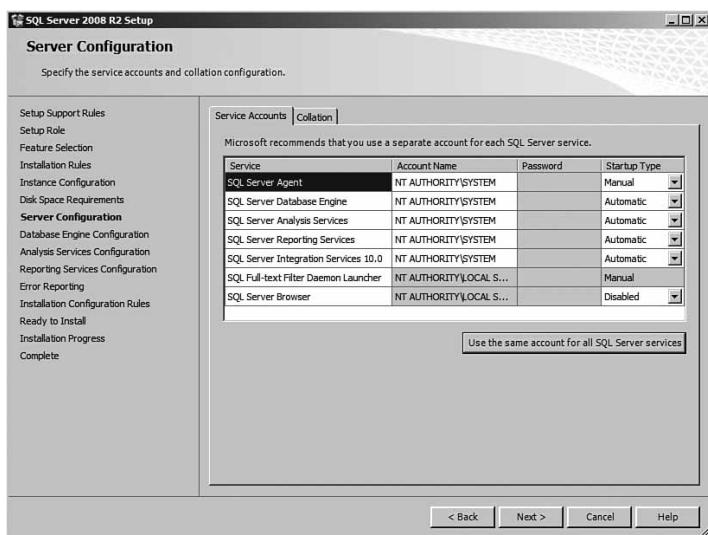 SQL Server 2008 R2 Setup
Server Configuration
Specify the service accounts and collation configuration.
Setup Support Rules
Setup Role
Feature Selection
Installation Rules
Instance Configuration
Disk Space Requirements
Server Configuration
Database Engine Configuration
Analysis Services Configuration
Reporting Services Configuration
Error Reporting
Installation Configuration Rules
Ready to Install
Installation Progress
Complete
Service Accounts Collation
Microsoft recommends that you use a separate account for each SQL Server service.
Service Account Name Password Startup Type
SQL Server Agent NT AUTHORITY\SYSTEM Manual
SQL Server Database Engine NT AUTHORITY\SYSTEM Automatic
SQL Server Analysis Services NT AUTHORITY\SYSTEM Automatic
SQL Server Reporting Services NT AUTHORITY\SYSTEM Automatic
SQL Server Integration Services 10.0 NT AUTHORITY\SYSTEM Automatic
SQL Full-text Filter Daemon Launcher NT AUTHORITY\LOCAL S... Manual
SQL Server Browser NT AUTHORITY\LOCAL S... Disabled
Use the same account for all SQL Server services
< Back Next > Cancel Help